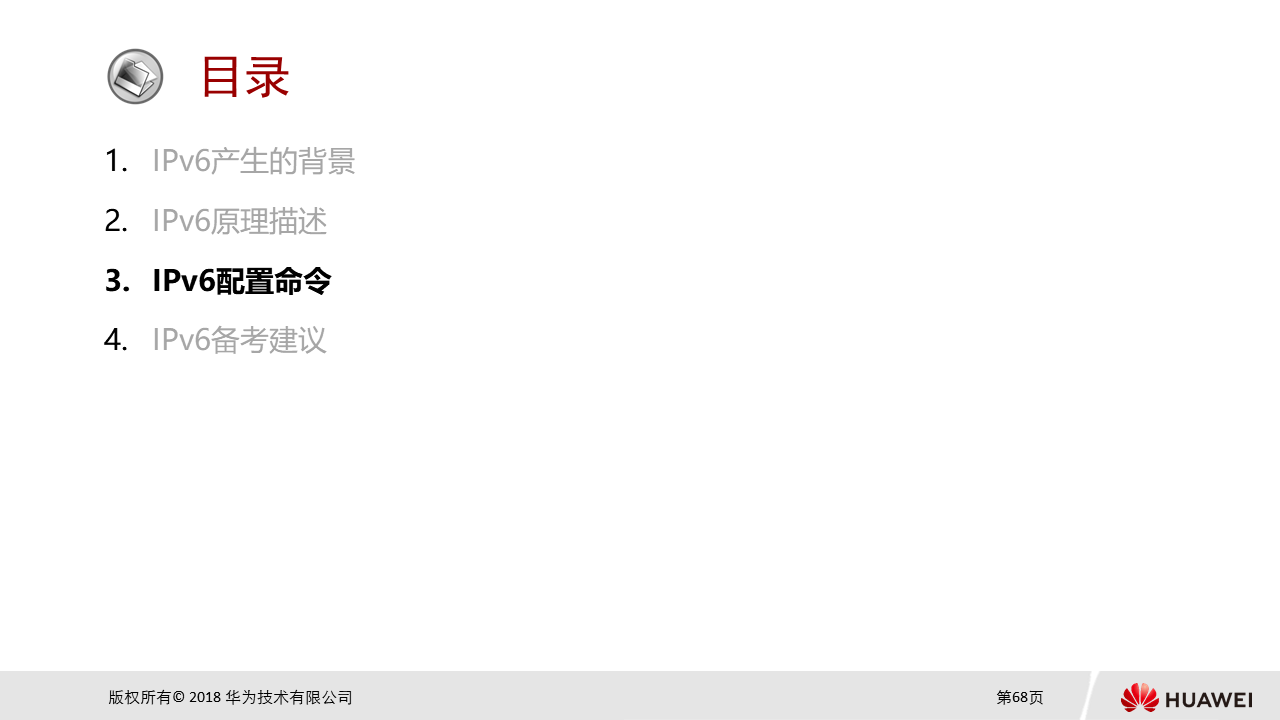 目录
1. IPv6产生的背景
2. IPv6原理描述
3. IPv6配置命令
4. IPv6备考建议
版权所有© 2018 华为技术有限公司
第68页
HUAWEI